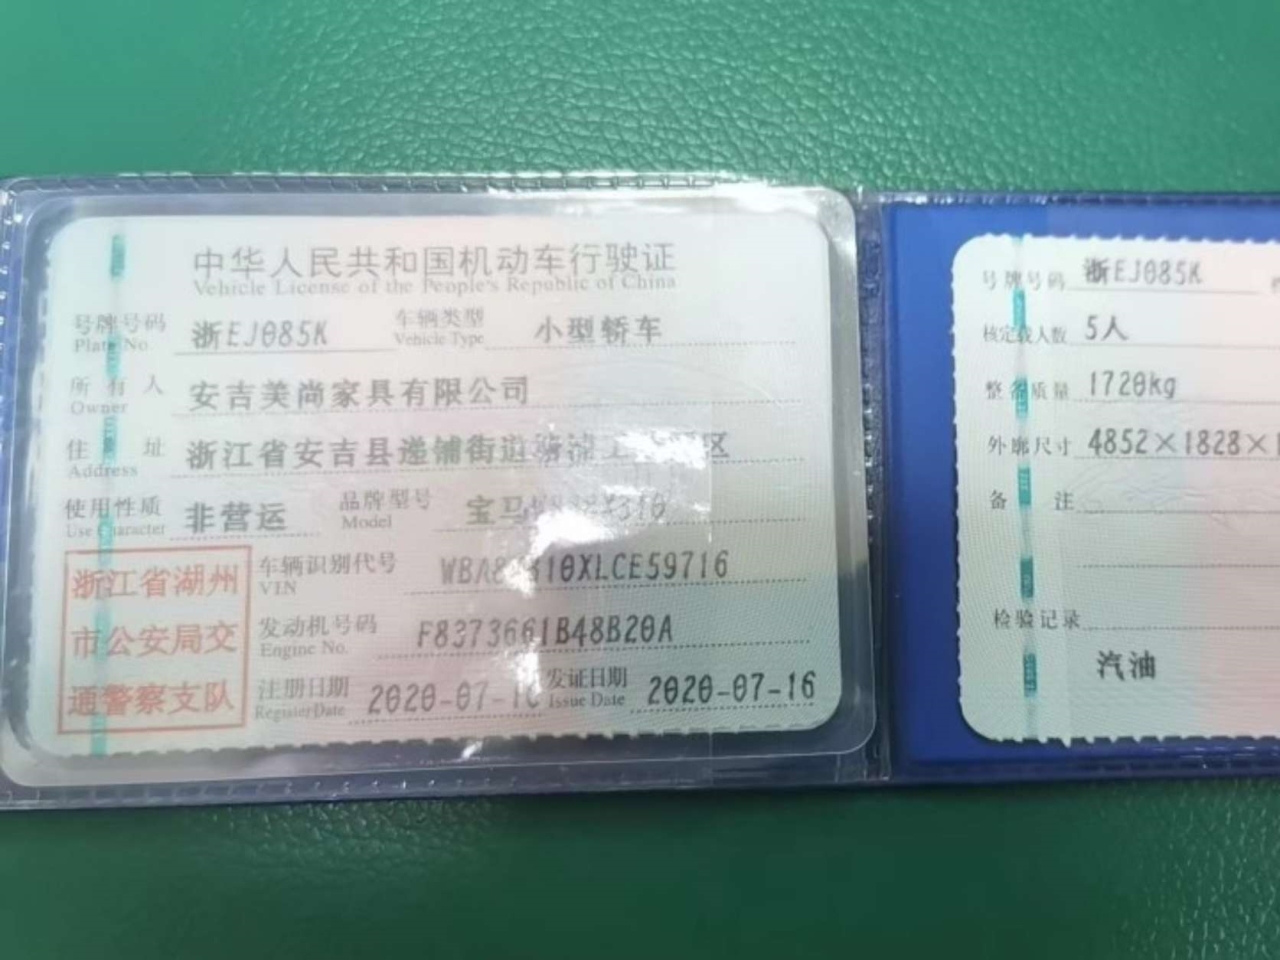 中华人民共和国机动车行驶证
Vehicle License of the People's Republic of China
号牌号码 浙EJ085K 车辆类型 小型轿车
Plate No. Vehicle Type
所有人 安吉美尚家具有限公司
Owner
住址 浙江省安吉县递铺街道 区
Address
使用性质 非营运 品牌型号 宝马
Use Character Model
浙江省湖州
市公安局交
通警察支队
车辆识别代号
VIN
发动机号码 F8373661B48B20A
Engine No.
注册日期 发证日期 2020-07-16
Register Date 2020-07-1 Issue Date
号牌号码 浙EJ085K
核定载人数 5人
整备质量 1720kg
外廓尺寸 4852×1828×
备注
检验记录
汽油